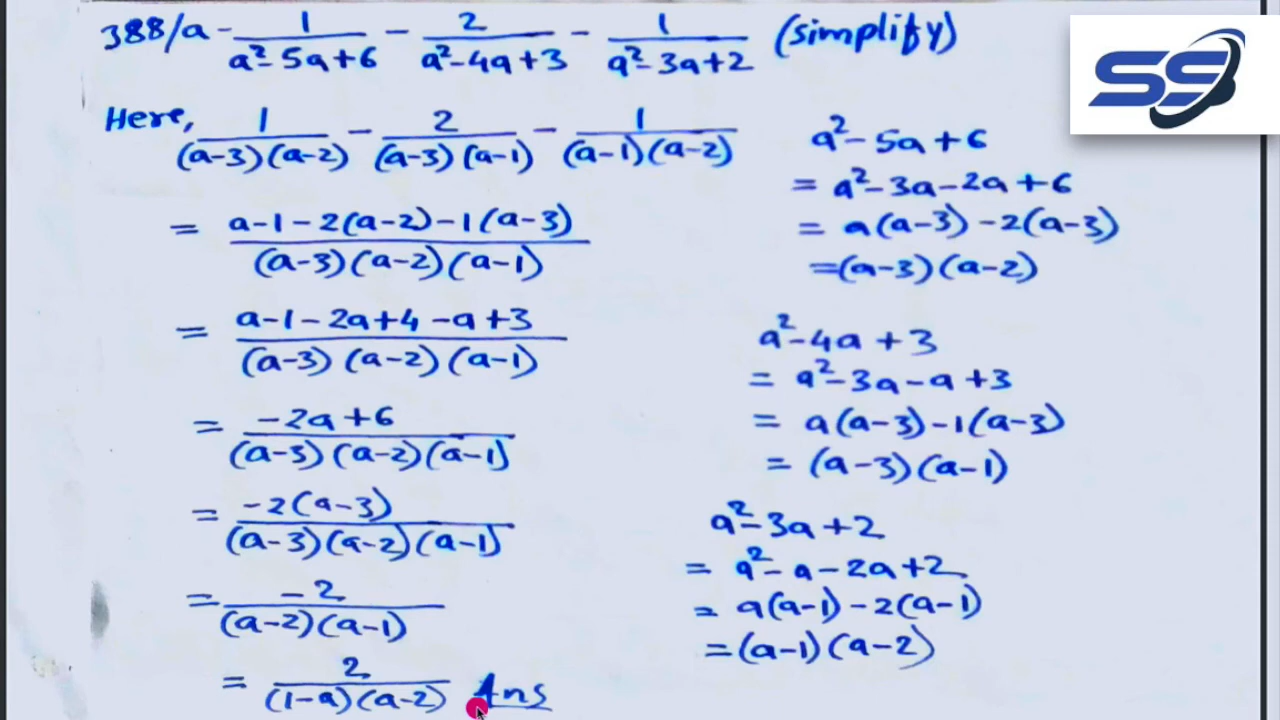 388/a - 1/(a²-5a+6) - 2/(a²-4a+3) - 1/(a²-3a+2) (simplify)
SS
Here, 1/((a-3)(a-2)) - 2/((a-3)(a-1)) - 1/((a-1)(a-2))
= (a-1-2(a-2)-1(a-3))/((a-3)(a-2)(a-1))
= (a-1-2a+4-a+3)/((a-3)(a-2)(a-1))
= (-2a+6)/((a-3)(a-2)(a-1))
= (-2(a-3))/((a-3)(a-2)(a-1))
= (-2)/((a-2)(a-1))
= 2/((1-a)(a-2)) Ans
a²-5a+6
= a²-3a-2a+6
= a(a-3)-2(a-3)
=(a-3)(a-2)
a²-4a+3
= a²-3a-a+3
= a(a-3)-1(a-3)
= (a-3)(a-1)
a²-3a+2
= a²-a-2a+2
= a(a-1)-2(a-1)
=(a-1)(a-2)